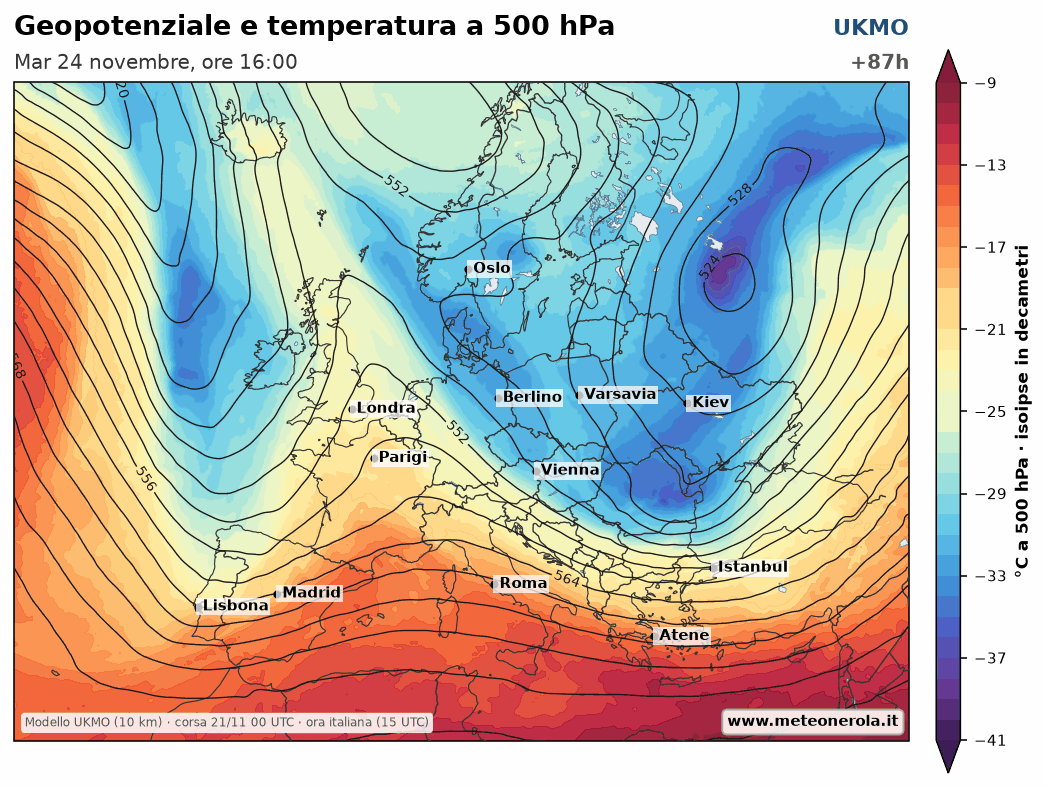 Geopotenziale e temperatura a 500 hPa
UKMO
Mar 24 novembre, ore 16:00
+87h
20
552
528
524
568
556
552
564
Oslo
Londra
Berlino
Varsavia
Kiev
Parigi
Vienna
Istanbul
Roma
Madrid
Lisbona
Atene
−9
−13
−17
−21
−25
−29
−33
−37
−41
°C a 500 hPa · isoipse in decametri
Modello UKMO (10 km) · corsa 21/11 00 UTC · ora italiana (15 UTC)
www.meteonerola.it